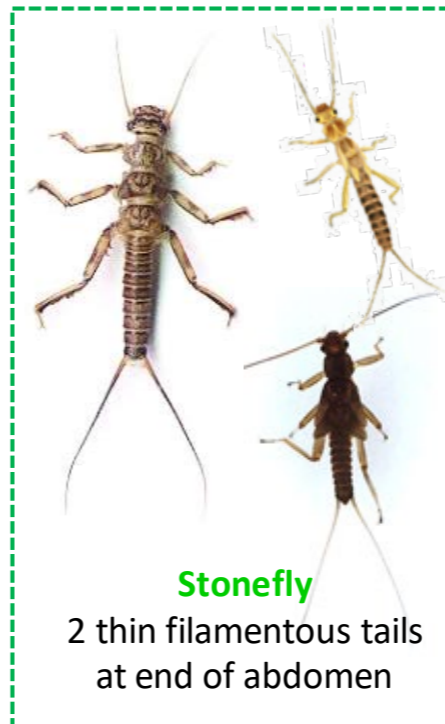 Stonefly
2 thin filamentous tails
at end of abdomen